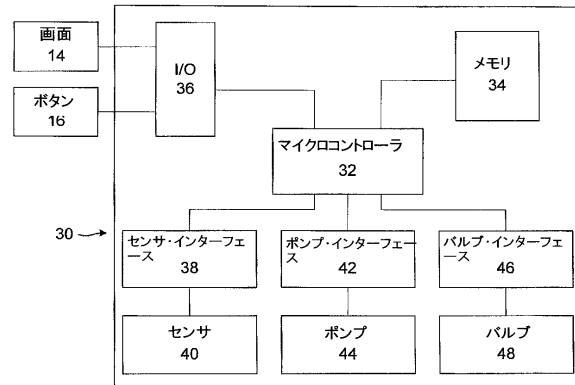 画面
14
ボタン
16
I/O
36
メモリ
34
マイクロコントローラ
32
30
センサ・インターフェ
ース
38
ポンプ・インターフェー
ス
42
バルブ・インターフェ
ース
46
センサ
40
ポンプ
44
バルブ
48